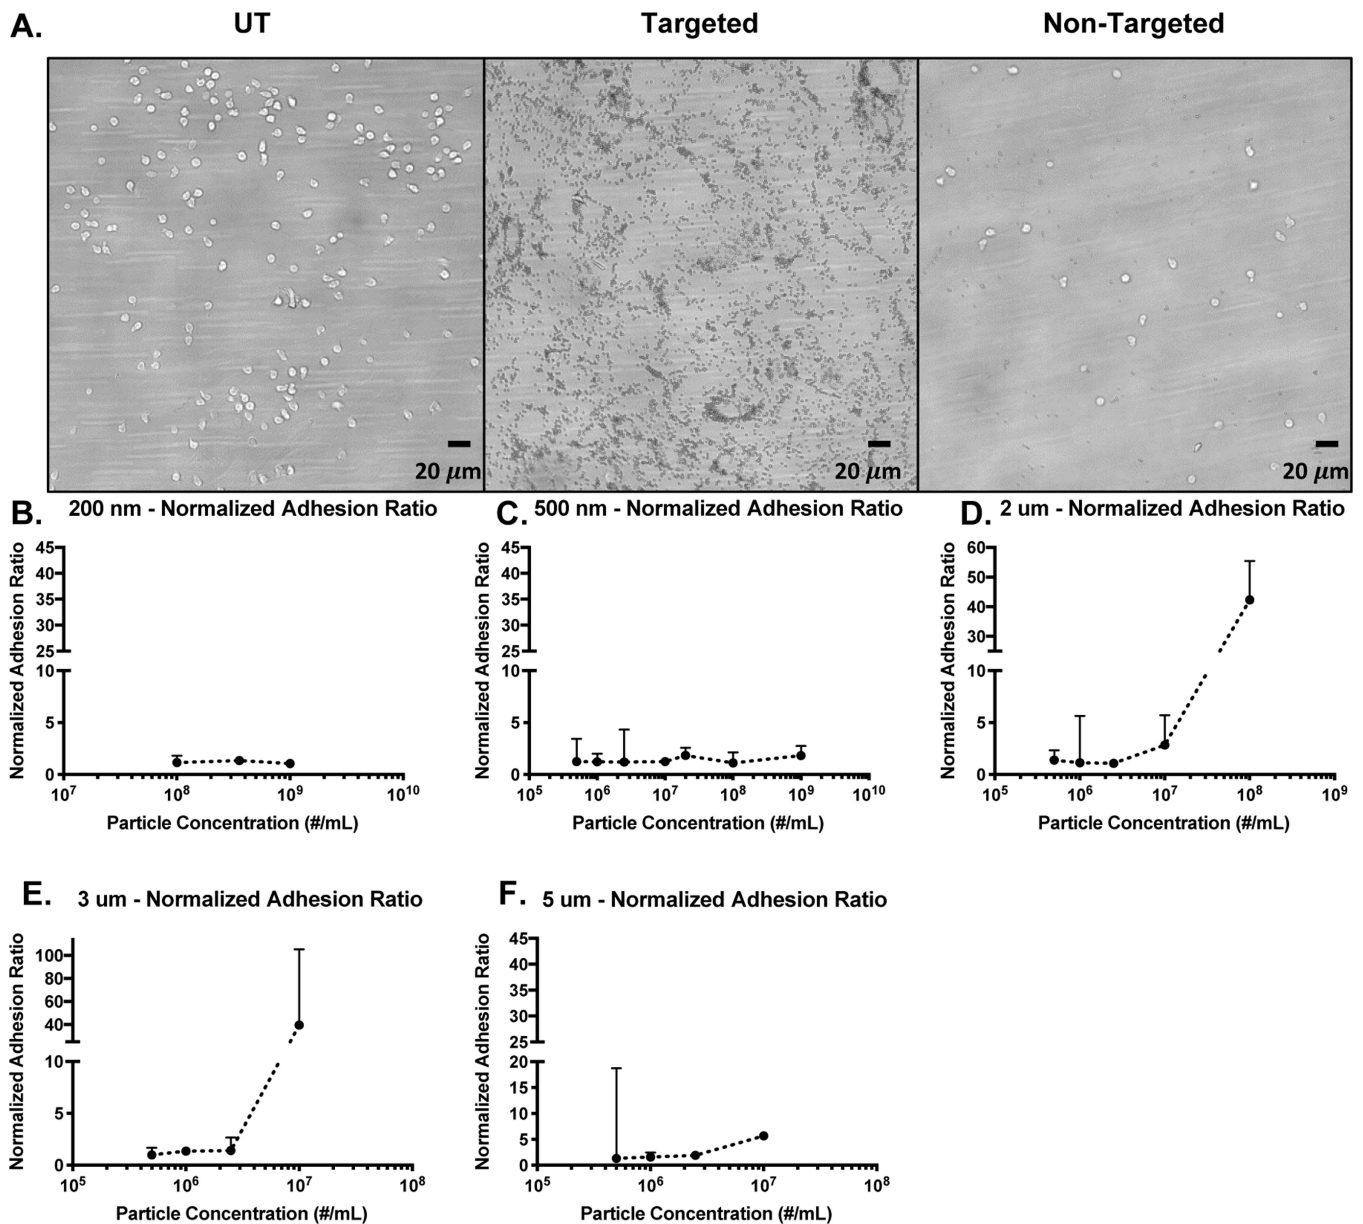 A.
UT
Targeted
Non-Targeted
20 μm
20 μm
20 μm
B.
200 nm - Normalized Adhesion Ratio
Normalized Adhesion Ratio
45
40
35
30
25
10
5
0
10^7
10^8
10^9
10^10
Particle Concentration (#/mL)
C.
500 nm - Normalized Adhesion Ratio
Normalized Adhesion Ratio
45
40
35
30
25
10
5
0
10^5
10^6
10^7
10^8
10^9
10^10
Particle Concentration (#/mL)
D.
2 um - Normalized Adhesion Ratio
Normalized Adhesion Ratio
60
50
40
30
10
5
0
10^5
10^6
10^7
10^8
10^9
Particle Concentration (#/mL)
E.
3 um - Normalized Adhesion Ratio
Normalized Adhesion Ratio
100
80
60
40
10
5
0
10^5
10^6
10^7
10^8
Particle Concentration (#/mL)
F.
5 um - Normalized Adhesion Ratio
Normalized Adhesion Ratio
45
40
35
30
25
20
15
10
5
0
10^5
10^6
10^7
10^8
Particle Concentration (#/mL)